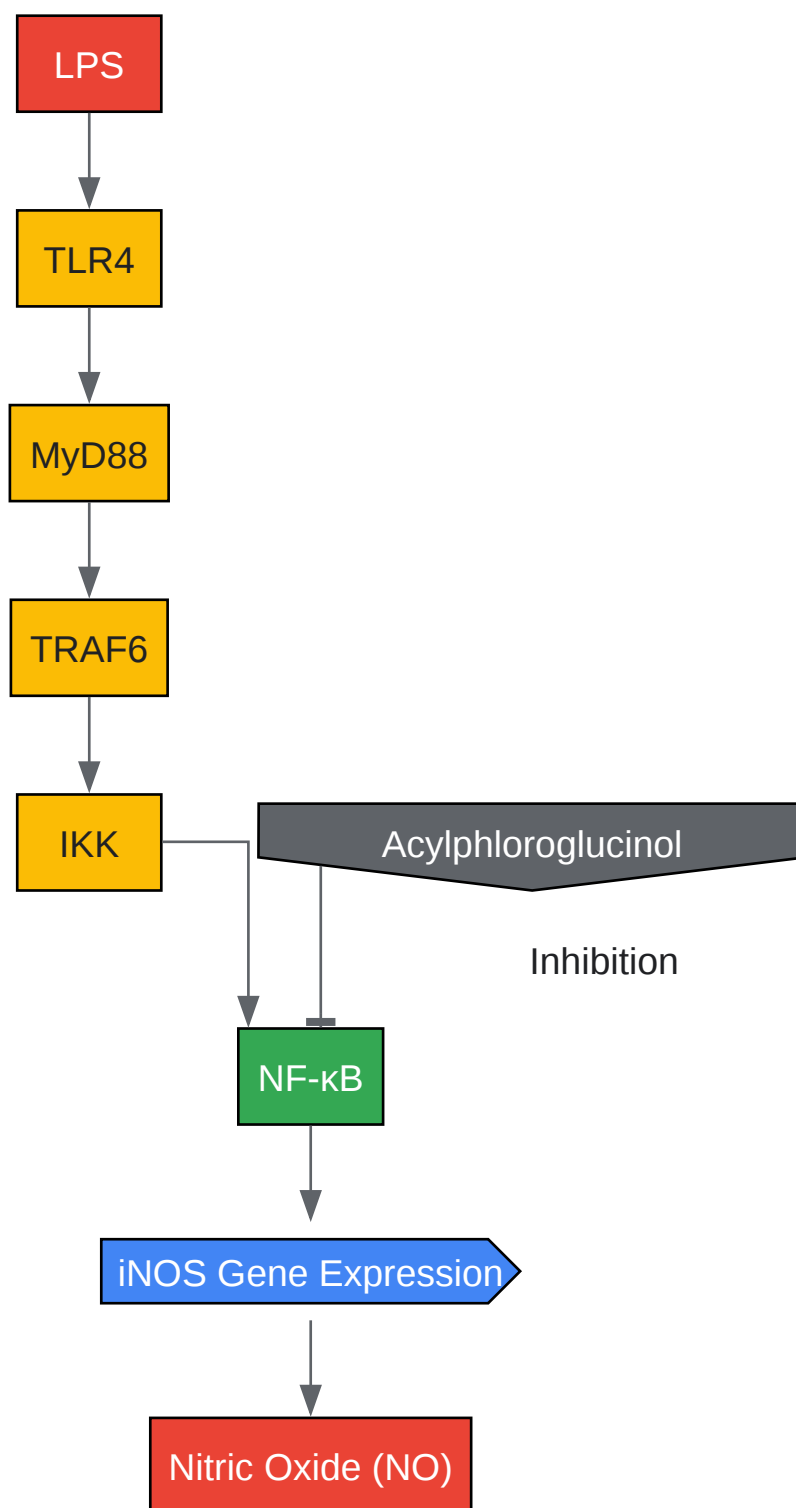 LPS
TLR4
MyD88
TRAF6
IKK
Acylphloroglucinol
Inhibition
NF-κB
iNOS Gene Expression
Nitric Oxide (NO)